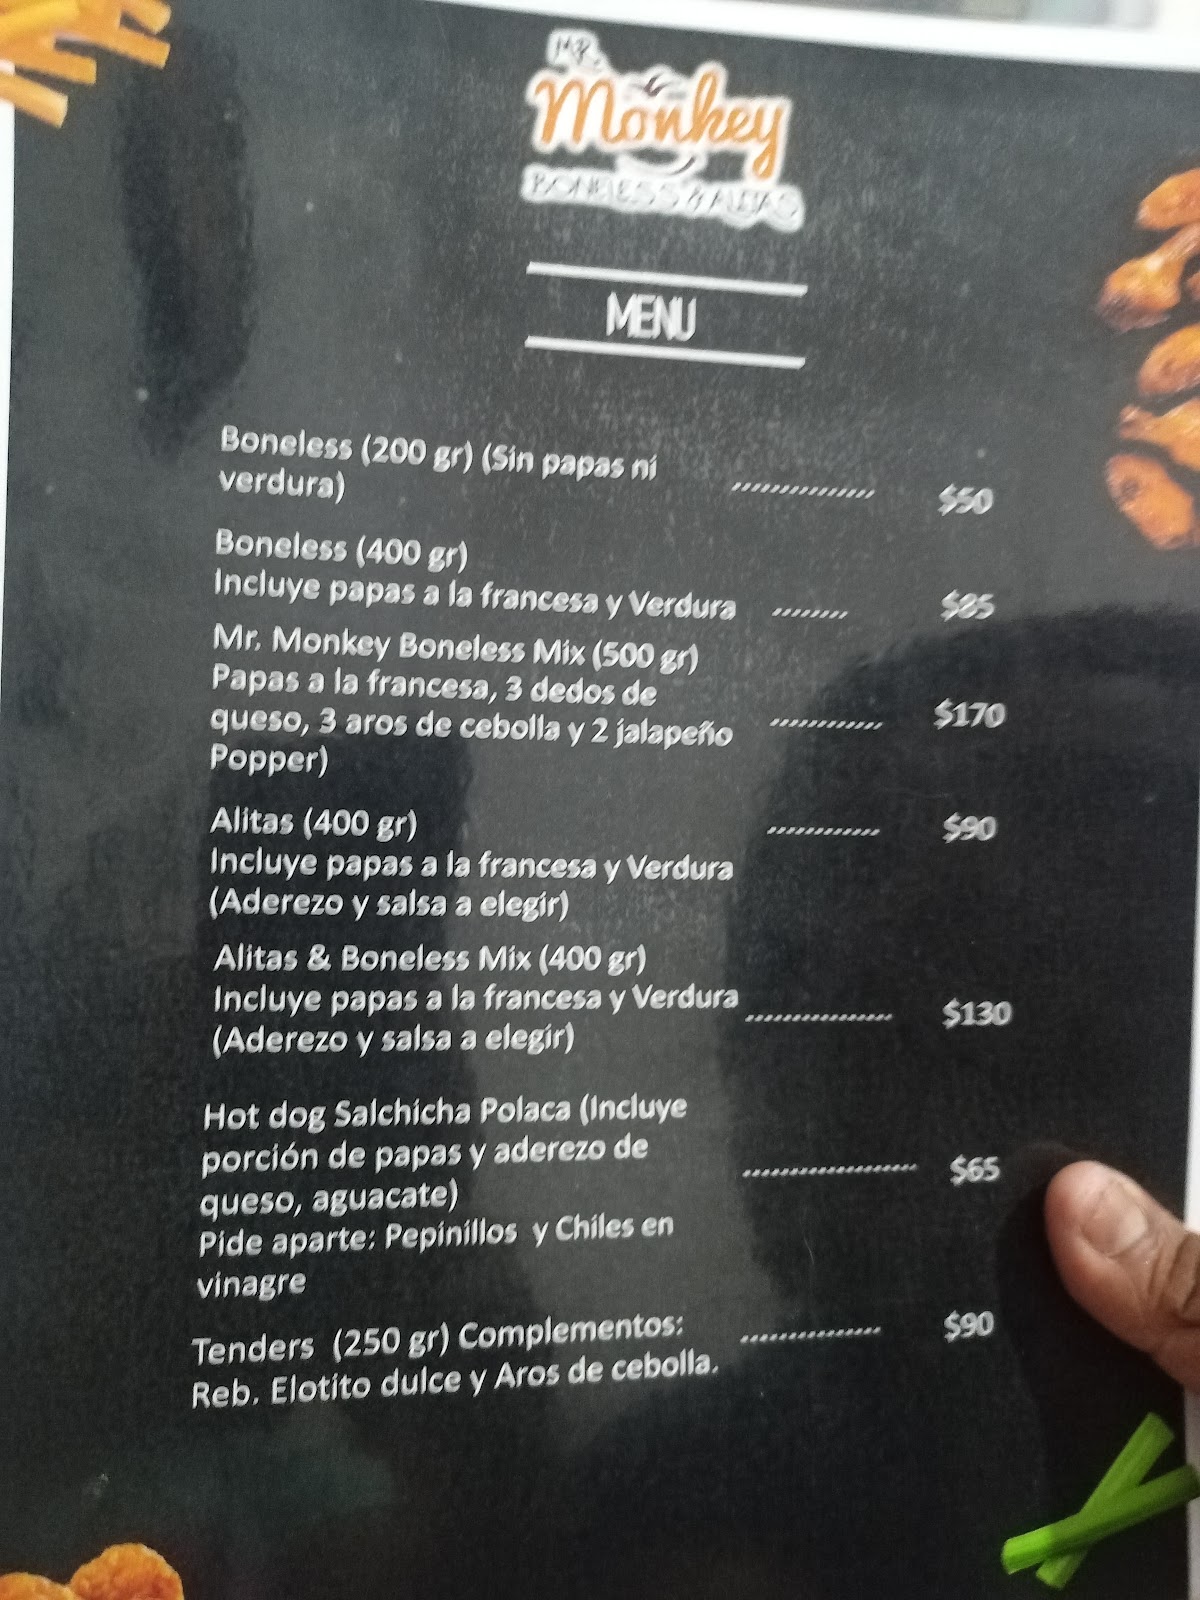 MR.
Monkey
BONELESS & ALITAS
MENU
Boneless (200 gr) (Sin papas ni
verdura) ............... $50
Boneless (400 gr)
Incluye papas a la francesa y Verdura ........ $85
Mr. Monkey Boneless Mix (500 gr)
Papas a la francesa, 3 dedos de
queso, 3 aros de cebolla y 2 jalapeño ............ $170
Popper)
Alitas (400 gr) ............ $90
Incluye papas a la francesa y Verdura
(Aderezo y salsa a elegir)
Alitas & Boneless Mix (400 gr)
Incluye papas a la francesa y Verdura ................ $130
(Aderezo y salsa a elegir)
Hot dog Salchicha Polaca (Incluye
porción de papas y aderezo de ................... $65
queso, aguacate)
Pide aparte: Pepinillos y Chiles en
vinagre
Tenders (250 gr) Complementos: ............... $90
Reb. Elotito dulce y Aros de cebolla.